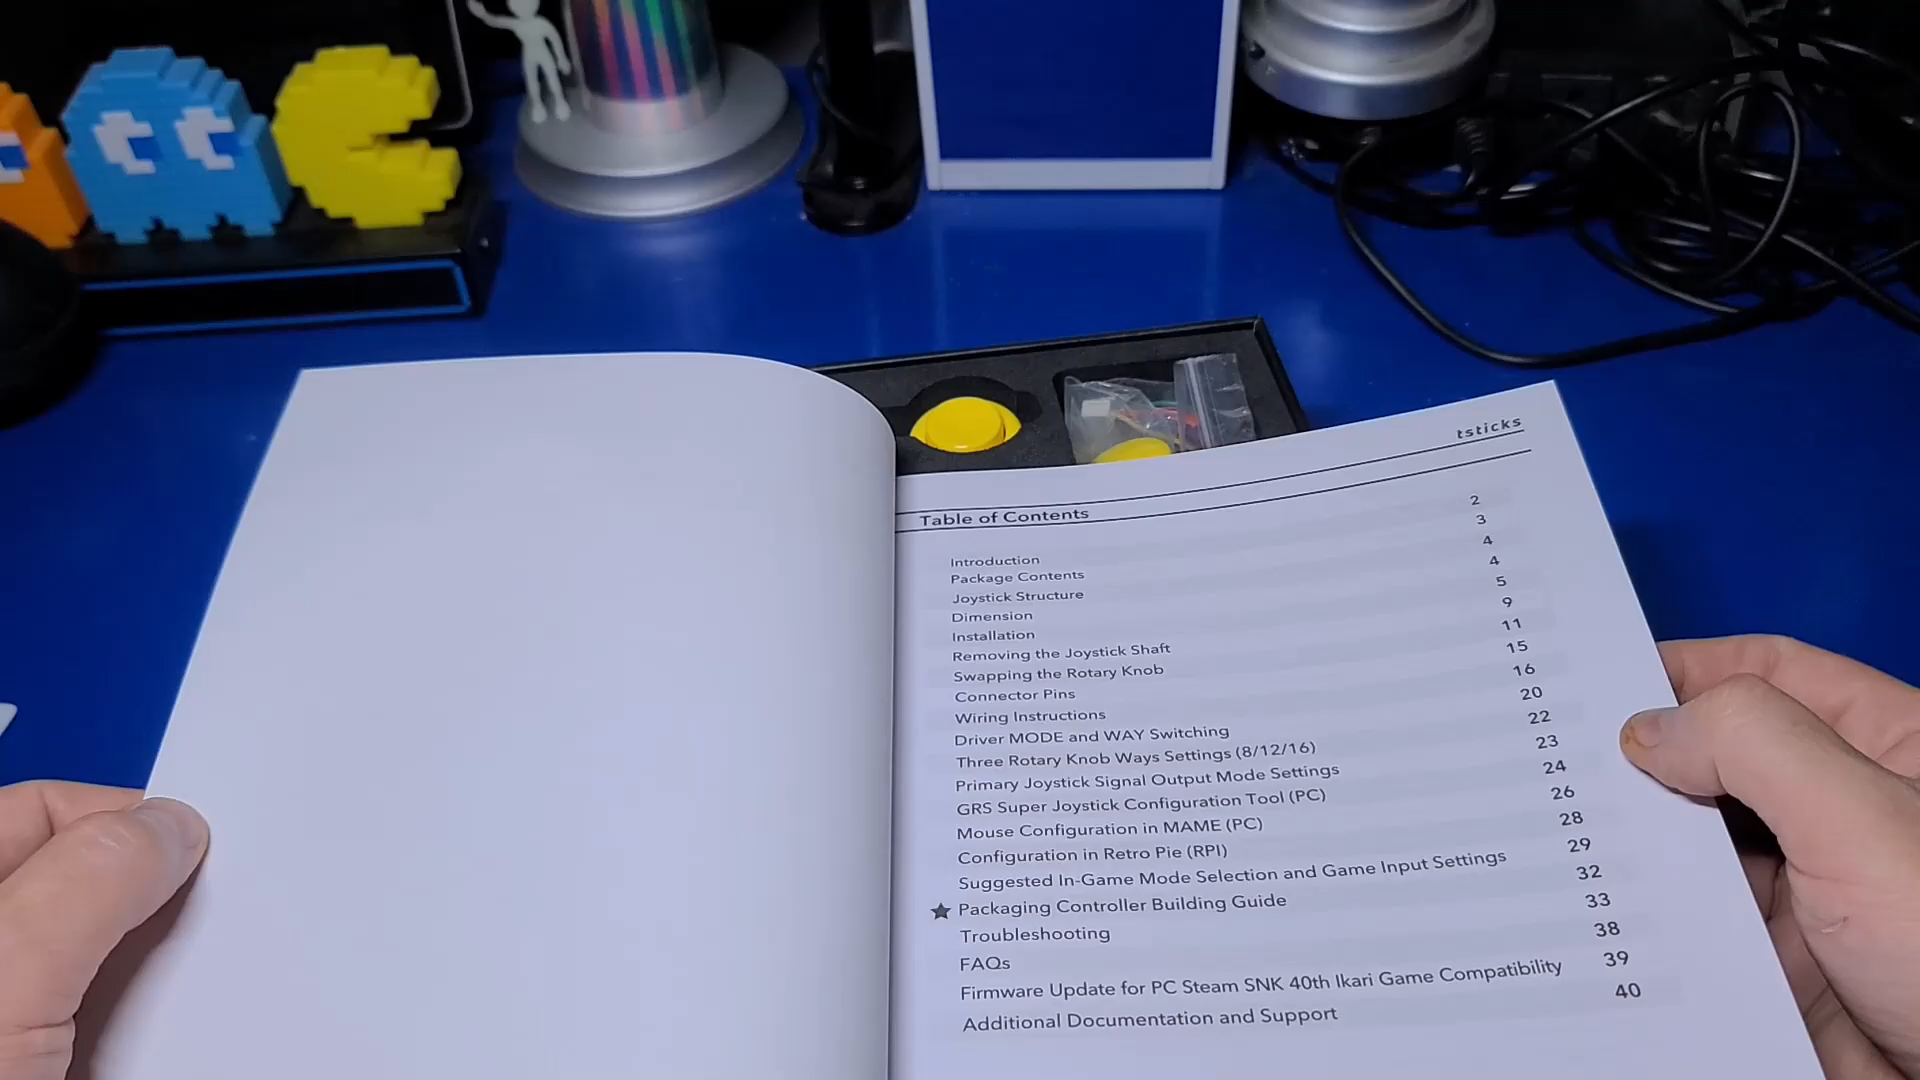 tsticks
Table of Contents
Introduction 2
Package Contents 3
Joystick Structure 4
Dimension 4
Installation 5
Removing the Joystick Shaft 9
Swapping the Rotary Knob 11
Connector Pins 15
Wiring Instructions 16
Driver MODE and WAY Switching 20
Three Rotary Knob Ways Settings (8/12/16) 22
Primary Joystick Signal Output Mode Settings 23
GRS Super Joystick Configuration Tool (PC) 24
Mouse Configuration in MAME (PC) 26
Configuration in Retro Pie (RPI) 28
Suggested In-Game Mode Selection and Game Input Settings 29
★ Packaging Controller Building Guide 32
Troubleshooting 33
FAQs 38
Firmware Update for PC Steam SNK 40th Ikari Game Compatibility 39
Additional Documentation and Support 40